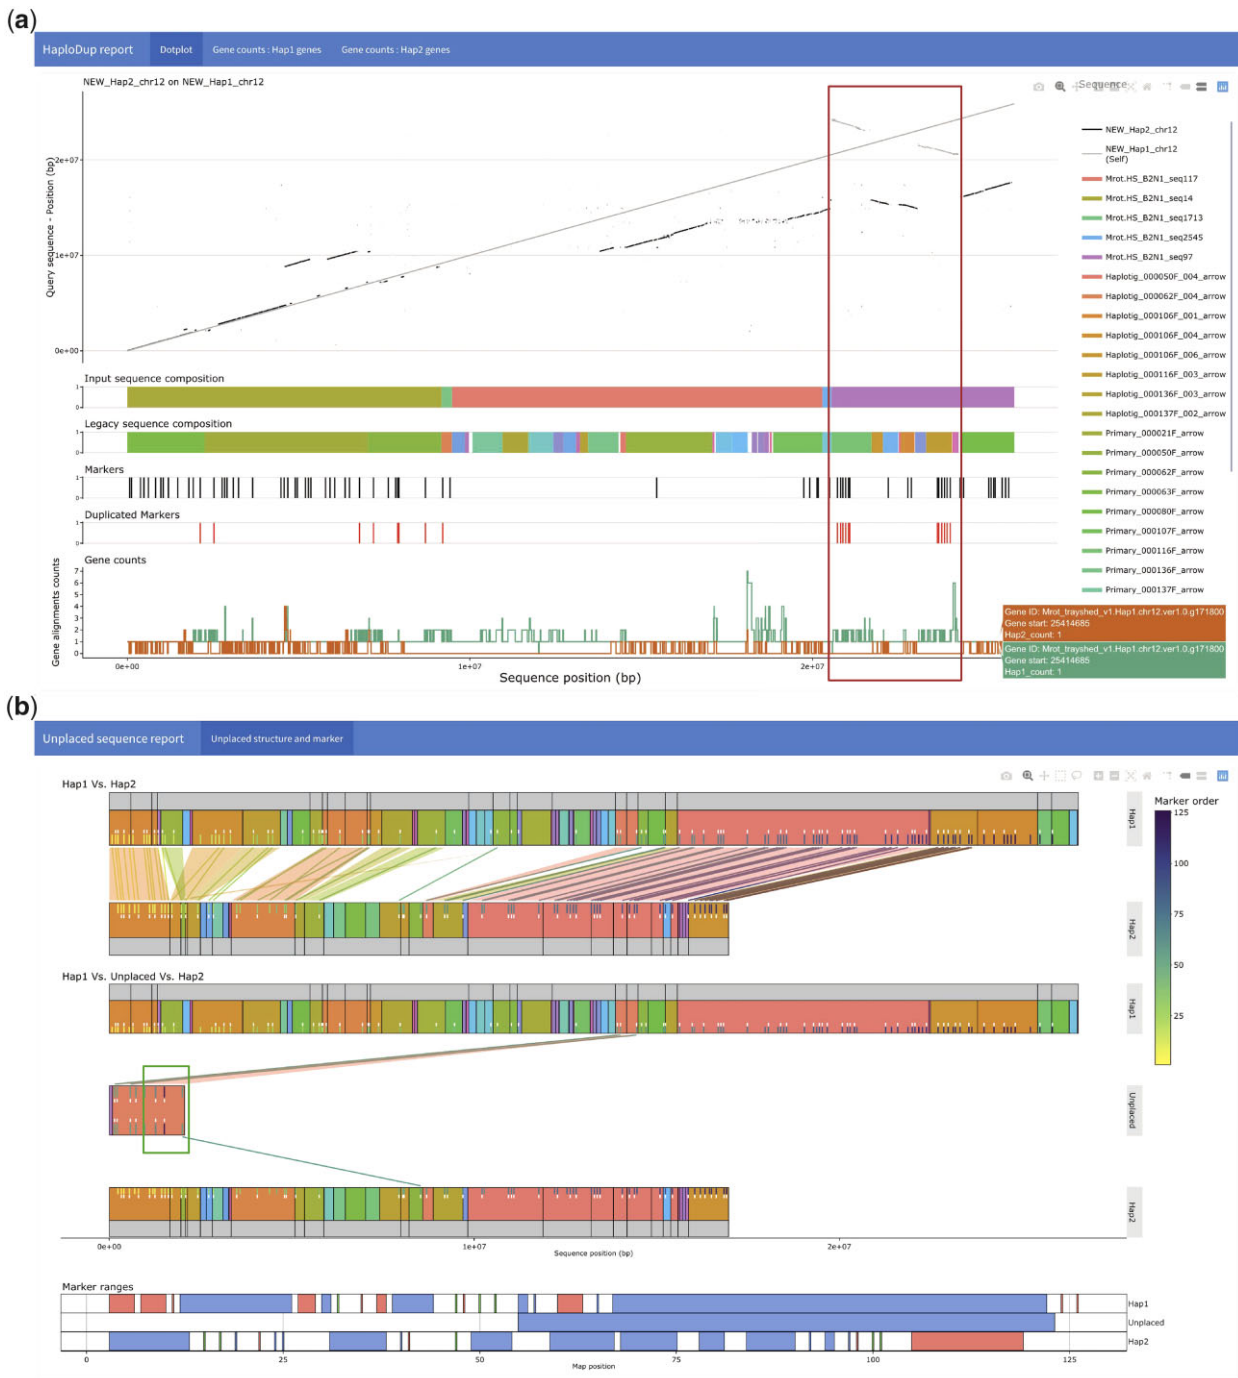 (a)
HaploDup report Dotplot Gene counts : Hap1 genes Gene counts : Hap2 genes
NEW_Hap2_chr12 on NEW_Hap1_chr12
Sequence
Query sequence - Position (bp)
2e+07
1e+07
0e+00
NEW_Hap2_chr12
NEW_Hap1_chr12
(Self)
Mrot.HS_B2N1_seq117
Mrot.HS_B2N1_seq14
Mrot.HS_B2N1_seq1713
Mrot.HS_B2N1_seq2545
Mrot.HS_B2N1_seq97
Haplotig_000050F_004_arrow
Haplotig_000062F_004_arrow
Haplotig_000106F_001_arrow
Haplotig_000106F_004_arrow
Haplotig_000106F_006_arrow
Haplotig_000116F_003_arrow
Haplotig_000136F_003_arrow
Haplotig_000137F_002_arrow
Primary_000021F_arrow
Primary_000050F_arrow
Primary_000062F_arrow
Primary_000063F_arrow
Primary_000080F_arrow
Primary_000107F_arrow
Primary_000116F_arrow
Primary_000136F_arrow
Primary_000137F_arrow
Input sequence composition
1
0
Legacy sequence composition
1
0
Markers
1
0
Duplicated Markers
1
0
Gene counts
Gene alignments counts
7
6
5
4
3
2
1
0
0e+00 1e+07 2e+07
Sequence position (bp)
Gene ID: Mrot_trayshed_v1.Hap1.chr12.ver1.0.g171800
Gene start: 25414685
Hap2_count: 1
Gene ID: Mrot_trayshed_v1.Hap1.chr12.ver1.0.g171800
Gene start: 25414685
Hap1_count: 1
(b)
Unplaced sequence report Unplaced structure and marker
Hap1 Vs. Hap2
Hap1
Hap2
Marker order
125
100
75
50
25
Hap1 Vs. Unplaced Vs. Hap2
Hap1
Unplaced
Hap2
0e+00 1e+07 2e+07
Sequence position (bp)
Marker ranges
Hap1
Unplaced
Hap2
0 25 50 75 100 125
Map position